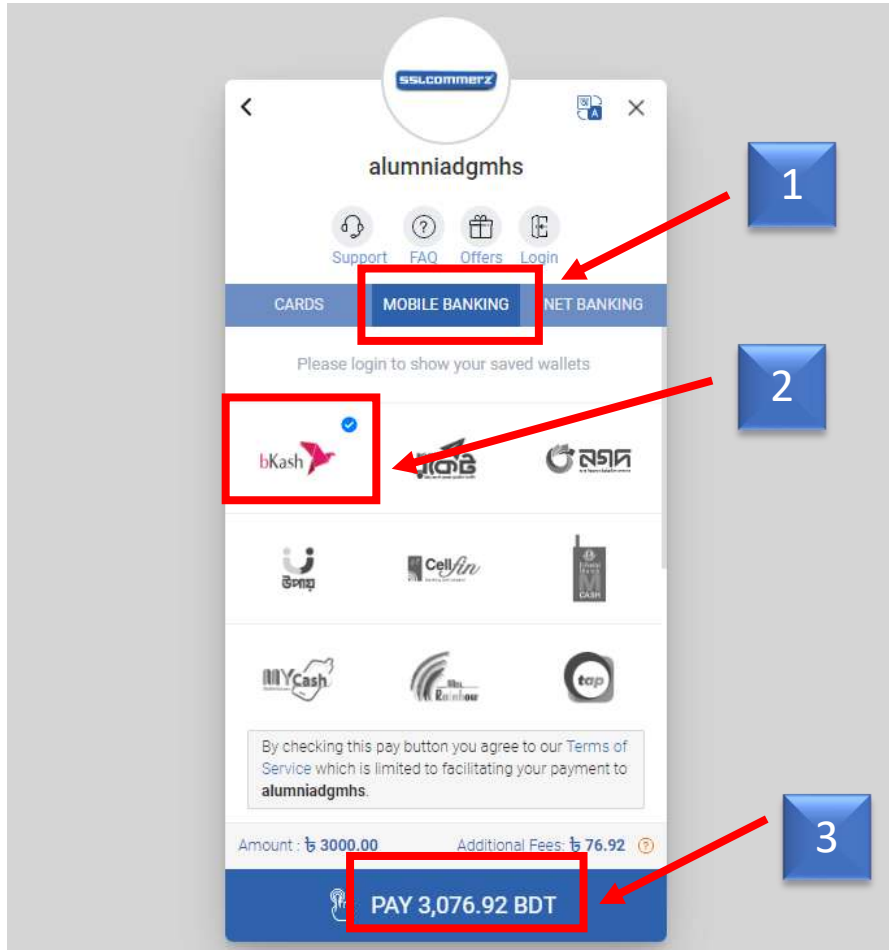 SSLCOMMERZ
alumniadgmhs
1
Support FAQ Offers Login
CARDS MOBILE BANKING NET BANKING
Please login to show your saved wallets
2
bKash রকেট নগদ
উপায় Cellfin CASH
MYCash Rainbow tap
By checking this pay button you agree to our Terms of
Service which is limited to facilitating your payment to
alumniadgmhs.
Amount : ৳ 3000.00 Additional Fees: ৳ 76.92 ?
3
PAY 3,076.92 BDT